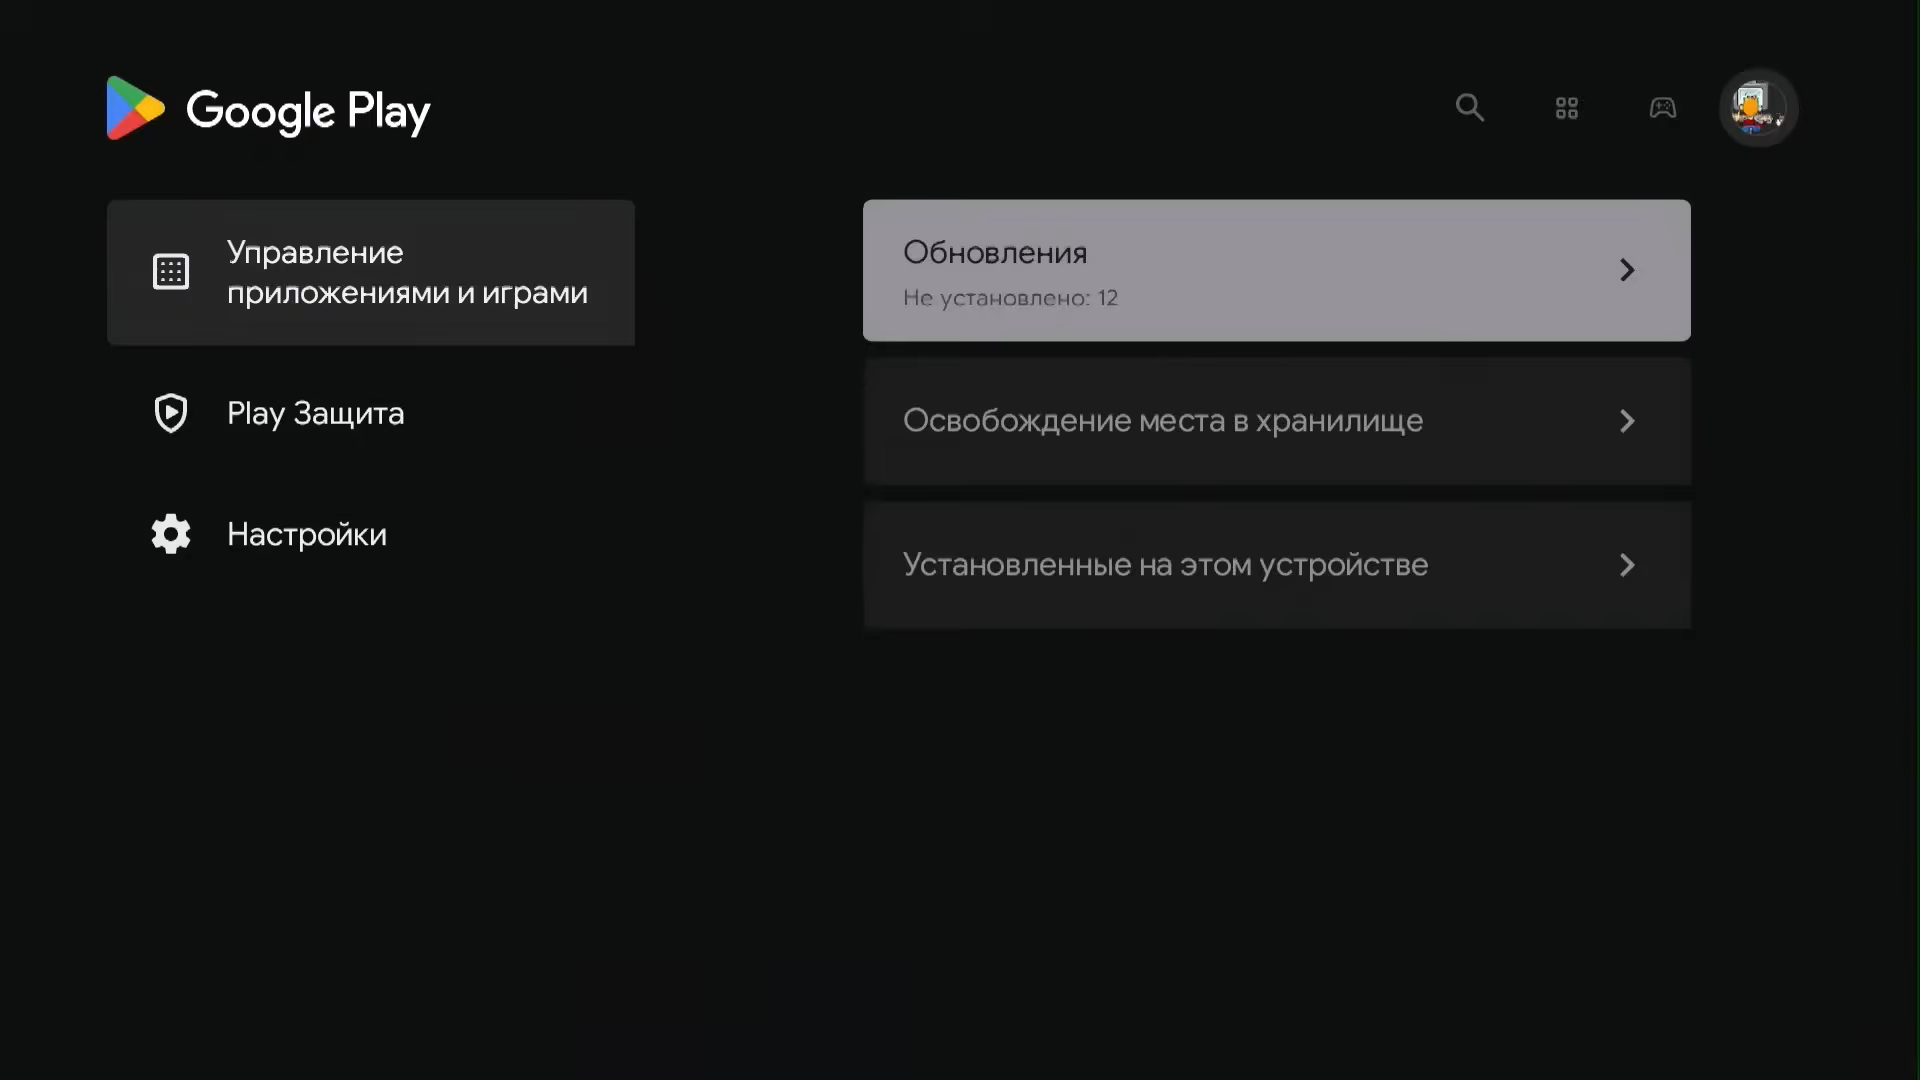 Google Play
Управление
приложениями и играми
Play Защита
Настройки
Обновления
Не установлено: 12
Освобождение места в хранилище
Установленные на этом устройстве